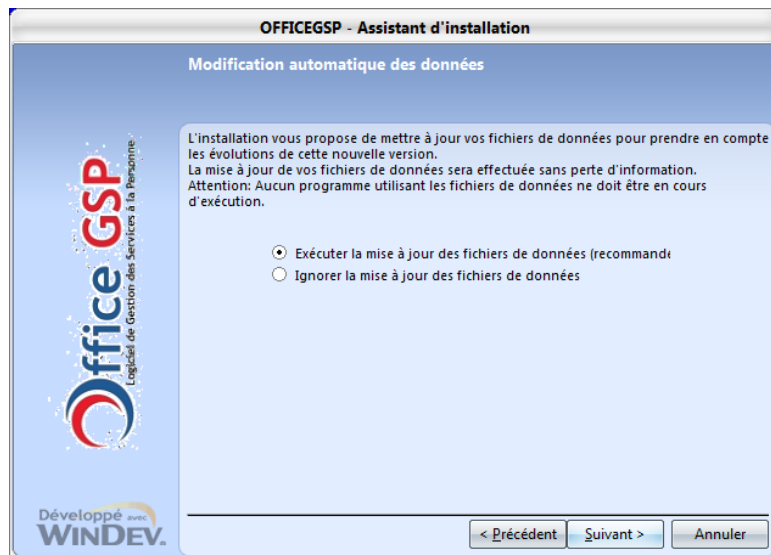 OFFICEGSP - Assistant d'installation
Modification automatique des données
L'installation vous propose de mettre à jour vos fichiers de données pour prendre en compte
les évolutions de cette nouvelle version.
La mise à jour de vos fichiers de données sera effectuée sans perte d'information.
Attention: Aucun programme utilisant les fichiers de données ne doit être en cours
d'exécution.
Exécuter la mise à jour des fichiers de données (recommandé
Ignorer la mise à jour des fichiers de données
Office GSP
Logiciel de Gestion des Services à la Personne
Développé avec
WINDEV.
< Précédent
Suivant >
Annuler